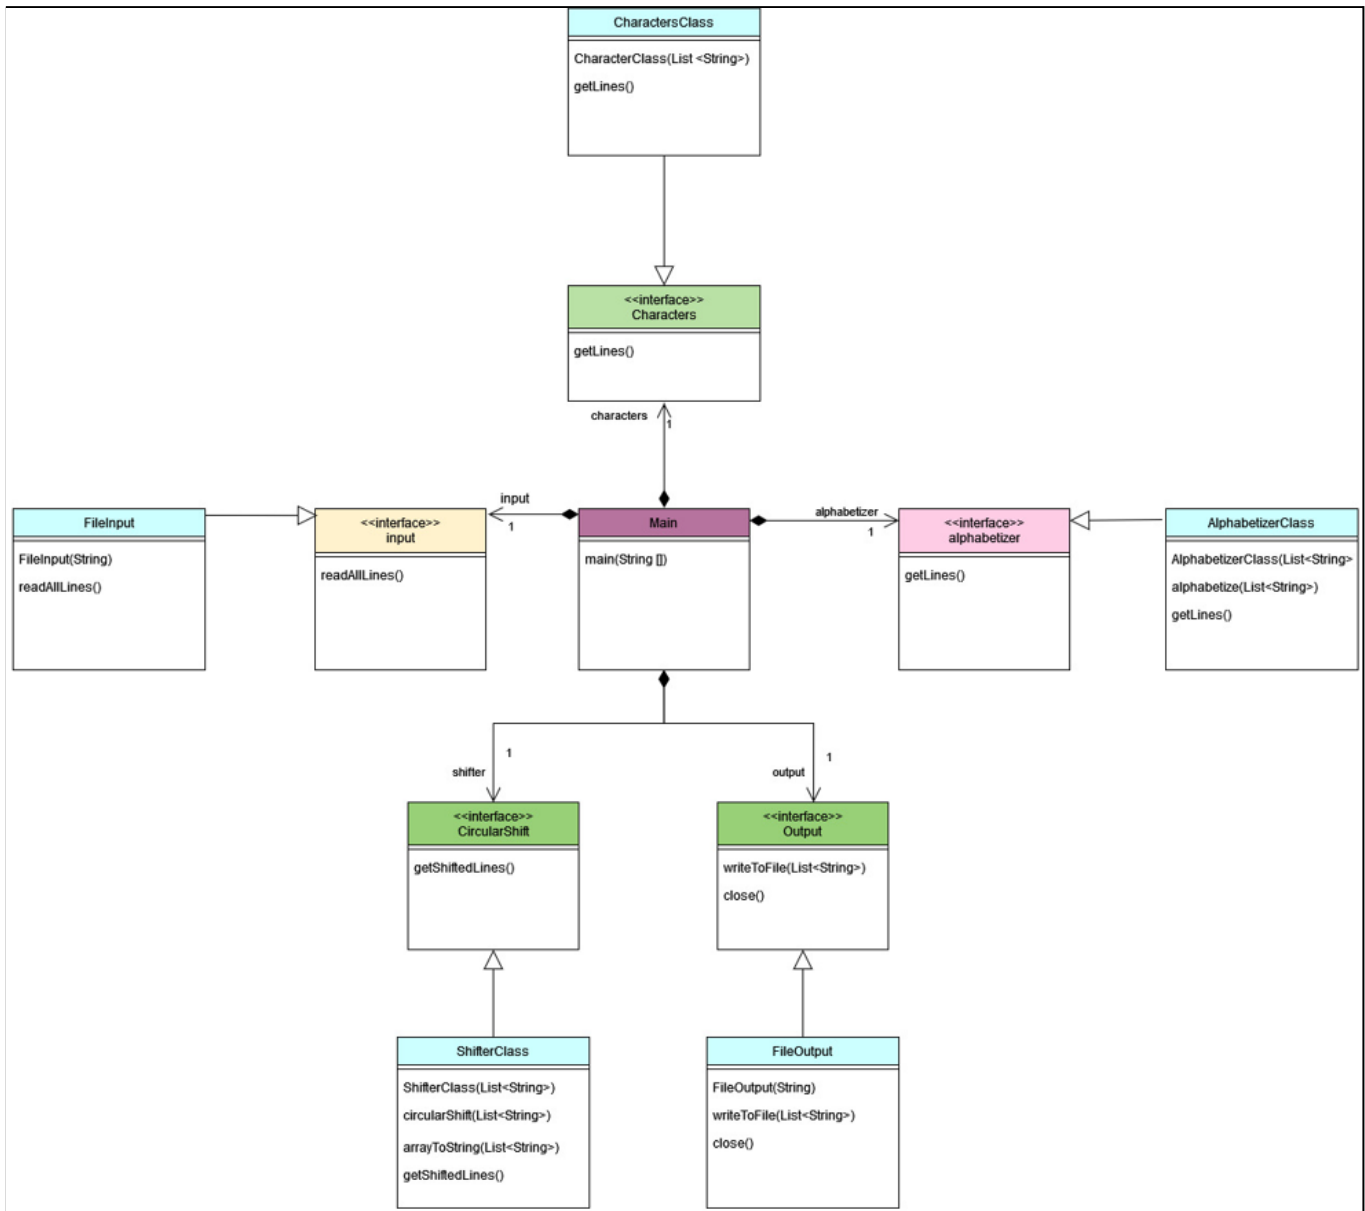 CharactersClass
CharacterClass(List <String>)
getLines()
<<interface>>
Characters
getLines()
characters
1
FileInput
FileInput(String)
readAllLines()
<<interface>>
input
readAllLines()
input
1
Main
main(String [])
alphabetizer
1
<<interface>>
alphabetizer
getLines()
AlphabetizerClass
AlphabetizerClass(List<String>
alphabetize(List<String>)
getLines()
1
shifter
1
output
<<interface>>
CircularShift
getShiftedLines()
<<interface>>
Output
writeToFile(List<String>)
close()
ShifterClass
ShifterClass(List<String>)
circularShift(List<String>)
arrayToString(List<String>)
getShiftedLines()
FileOutput
FileOutput(String)
writeToFile(List<String>)
close()